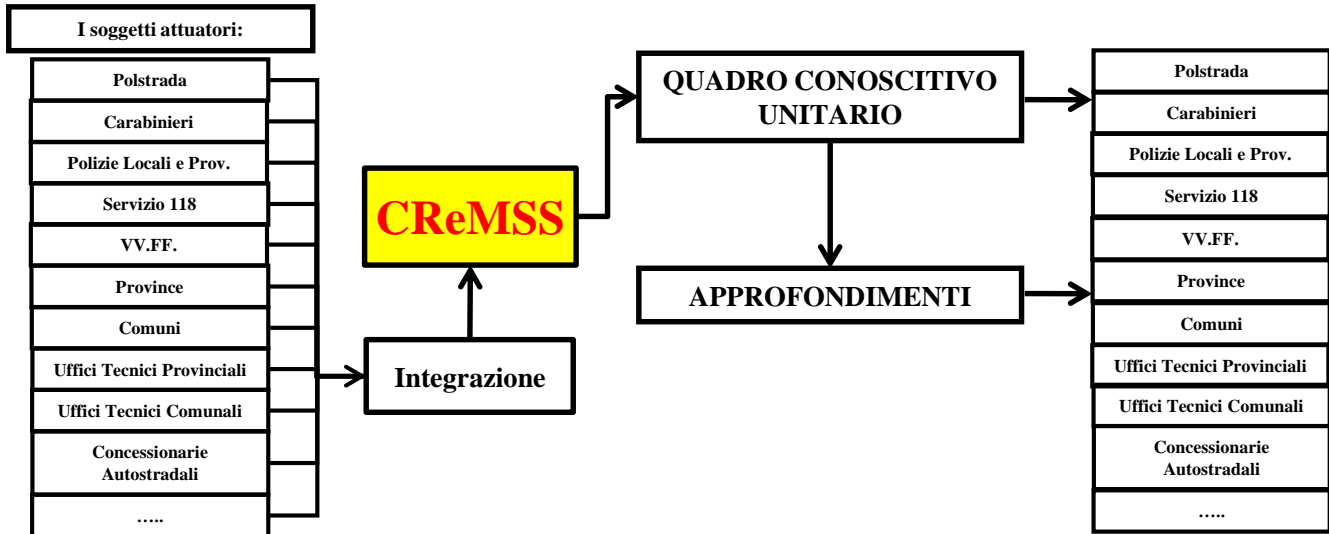 I soggetti attuatori:
Polstrada
Carabinieri
Polizie Locali e Prov.
Servizio 118
VV.FF.
Province
Comuni
Uffici Tecnici Provinciali
Uffici Tecnici Comunali
Concessionarie
Autostradali
…..
Integrazione
CReMSS
QUADRO CONOSCITIVO
UNITARIO
APPROFONDIMENTI
Polstrada
Carabinieri
Polizie Locali e Prov.
Servizio 118
VV.FF.
Province
Comuni
Uffici Tecnici Provinciali
Uffici Tecnici Comunali
Concessionarie
Autostradali
…..